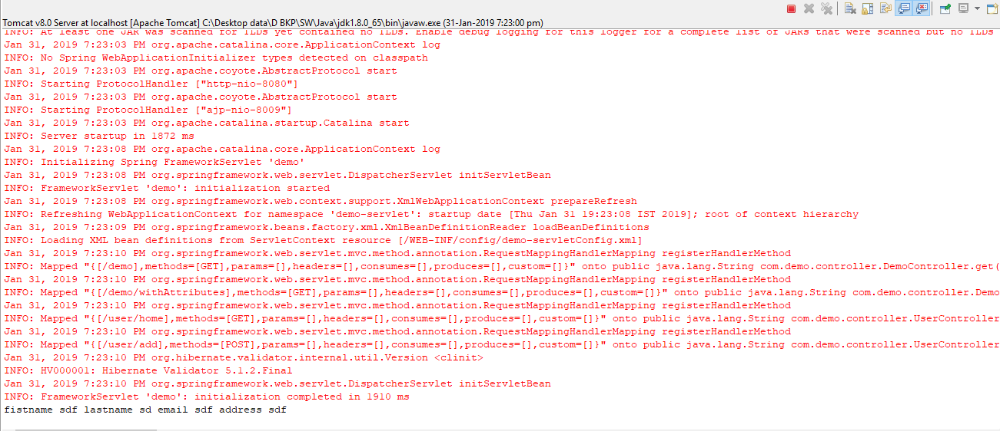 Tomcat v8.0 Server at localhost [Apache Tomcat] C:\Desktop data\D BKP\SW\Java\jdk1.8.0_65\bin\javaw.exe (31-Jan-2019 7:23:00 pm)
INFO: At least one JAR was scanned for TLDs yet contained no TLDs. Enable debug logging for this logger for a complete list of JARs that were scanned but no TLDs
Jan 31, 2019 7:23:03 PM org.apache.catalina.core.ApplicationContext log
INFO: No Spring WebApplicationInitializer types detected on classpath
Jan 31, 2019 7:23:03 PM org.apache.coyote.AbstractProtocol start
INFO: Starting ProtocolHandler ["http-nio-8080"]
Jan 31, 2019 7:23:03 PM org.apache.coyote.AbstractProtocol start
INFO: Starting ProtocolHandler ["ajp-nio-8009"]
Jan 31, 2019 7:23:03 PM org.apache.catalina.startup.Catalina start
INFO: Server startup in 1872 ms
Jan 31, 2019 7:23:08 PM org.apache.catalina.core.ApplicationContext log
INFO: Initializing Spring FrameworkServlet 'demo'
Jan 31, 2019 7:23:08 PM org.springframework.web.servlet.DispatcherServlet initServletBean
INFO: FrameworkServlet 'demo': initialization started
Jan 31, 2019 7:23:08 PM org.springframework.web.context.support.XmlWebApplicationContext prepareRefresh
INFO: Refreshing WebApplicationContext for namespace 'demo-servlet': startup date [Thu Jan 31 19:23:08 IST 2019]; root of context hierarchy
Jan 31, 2019 7:23:09 PM org.springframework.beans.factory.xml.XmlBeanDefinitionReader loadBeanDefinitions
INFO: Loading XML bean definitions from ServletContext resource [/WEB-INF/config/demo-servletConfig.xml]
Jan 31, 2019 7:23:10 PM org.springframework.web.servlet.mvc.method.annotation.RequestMappingHandlerMapping registerHandlerMethod
INFO: Mapped "{[/demo],methods=[GET],params=[],headers=[],consumes=[],produces=[],custom=[]}" onto public java.lang.String com.demo.controller.DemoController.get(
Jan 31, 2019 7:23:10 PM org.springframework.web.servlet.mvc.method.annotation.RequestMappingHandlerMapping registerHandlerMethod
INFO: Mapped "{[/demo/withAttributes],methods=[GET],params=[],headers=[],consumes=[],produces=[],custom=[]}" onto public java.lang.String com.demo.controller.Demo
Jan 31, 2019 7:23:10 PM org.springframework.web.servlet.mvc.method.annotation.RequestMappingHandlerMapping registerHandlerMethod
INFO: Mapped "{[/user/home],methods=[GET],params=[],headers=[],consumes=[],produces=[],custom=[]}" onto public java.lang.String com.demo.controller.UserController
Jan 31, 2019 7:23:10 PM org.springframework.web.servlet.mvc.method.annotation.RequestMappingHandlerMapping registerHandlerMethod
INFO: Mapped "{[/user/add],methods=[POST],params=[],headers=[],consumes=[],produces=[],custom=[]}" onto public java.lang.String com.demo.controller.UserController
Jan 31, 2019 7:23:10 PM org.hibernate.validator.internal.util.Version <clinit>
INFO: HV000001: Hibernate Validator 5.1.2.Final
Jan 31, 2019 7:23:10 PM org.springframework.web.servlet.DispatcherServlet initServletBean
INFO: FrameworkServlet 'demo': initialization completed in 1910 ms
fistname sdf lastname sd email sdf address sdf